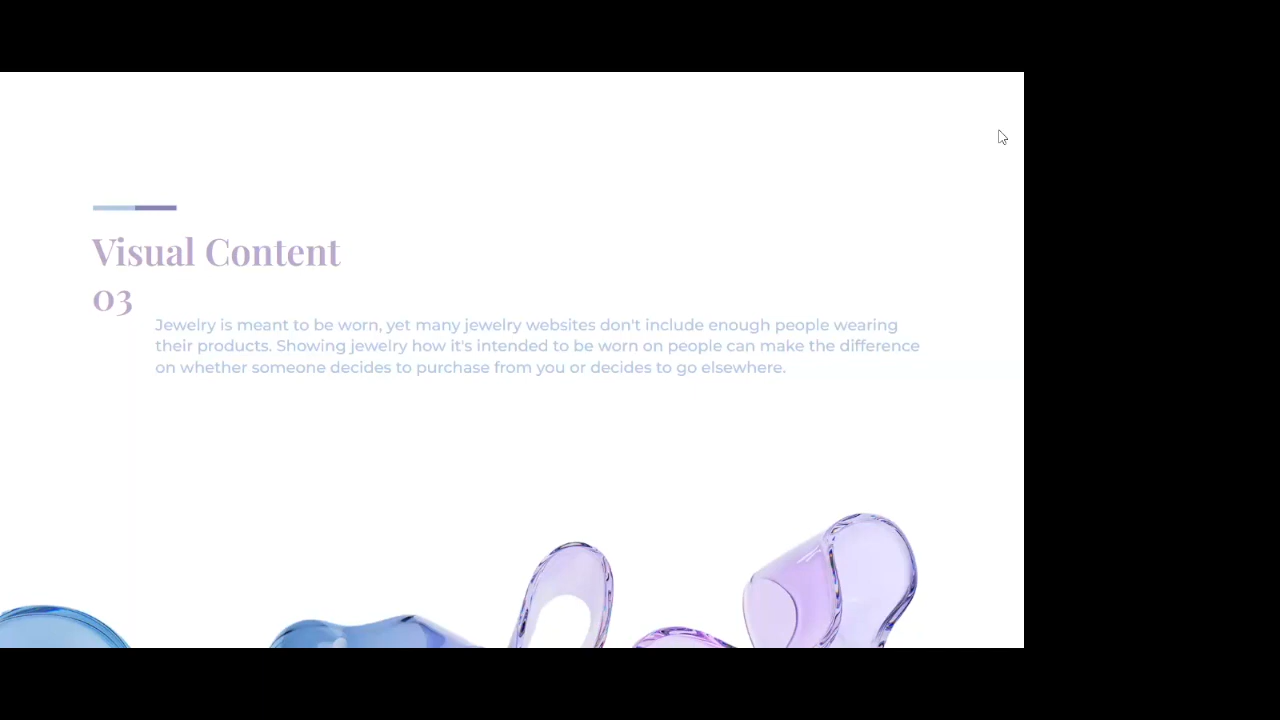 Visual Content
03
Jewelry is meant to be worn, yet many jewelry websites don't include enough people wearing
their products. Showing jewelry how it's intended to be worn on people can make the difference
on whether someone decides to purchase from you or decides to go elsewhere.